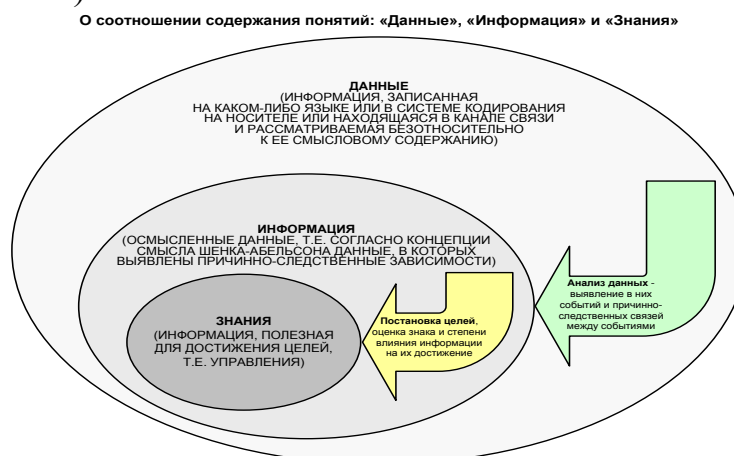 )
О соотношении содержания понятий: «Данные», «Информация» и «Знания»
ДАННЫЕ
(ИНФОРМАЦИЯ, ЗАПИСАННАЯ
НА КАКОМ-ЛИБО ЯЗЫКЕ ИЛИ В СИСТЕМЕ КОДИРОВАНИЯ
НА НОСИТЕЛЕ ИЛИ НАХОДЯЩАЯСЯ В КАНАЛЕ СВЯЗИ
И РАССМАТРИВАЕМАЯ БЕЗОТНОСИТЕЛЬНО
К ЕЕ СМЫСЛОВОМУ СОДЕРЖАНИЮ)
ИНФОРМАЦИЯ
(ОСМЫСЛЕННЫЕ ДАННЫЕ, Т.Е. СОГЛАСНО КОНЦЕПЦИИ
СМЫСЛА ШЕНКА-АБЕЛЬСОНА ДАННЫЕ, В КОТОРЫХ
ВЫЯВЛЕНЫ ПРИЧИННО-СЛЕДСТВЕННЫЕ ЗАВИСИМОСТИ)
ЗНАНИЯ
(ИНФОРМАЦИЯ, ПОЛЕЗНАЯ
ДЛЯ ДОСТИЖЕНИЯ ЦЕЛЕЙ,
Т.Е. УПРАВЛЕНИЯ)
Постановка целей,
оценка знака и степени
влияния информации
на их достижение
Анализ данных -
выявление в них
событий и причинно-
следственных связей
между событиями